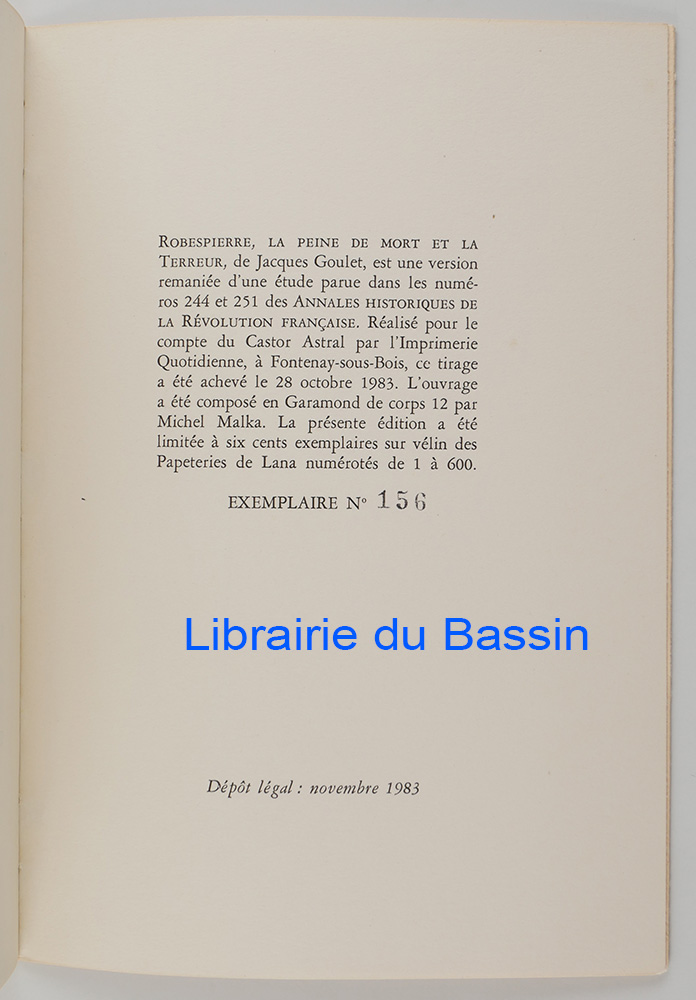 ROBESPIERRE, LA PEINE DE MORT ET LA
TERREUR, de Jacques Goulet, est une version
remaniée d'une étude parue dans les numé-
ros 244 et 251 des ANNALES HISTORIQUES DE
LA RÉVOLUTION FRANÇAISE. Réalisé pour le
compte du Castor Astral par l'Imprimerie
Quotidienne, à Fontenay-sous-Bois, ce tirage
a été achevé le 28 octobre 1983. L'ouvrage
a été composé en Garamond de corps 12 par
Michel Malka. La présente édition a été
limitée à six cents exemplaires sur vélin des
Papeteries de Lana numérotés de 1 à 600.
EXEMPLAIRE N° 156
Librairie du Bassin
Dépôt légal : novembre 1983